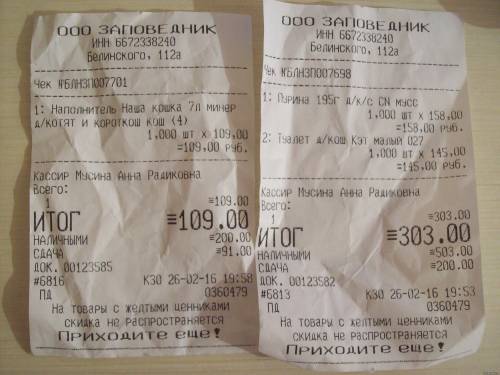 ООО ЗАПОВЕДНИК
ИНН 6672338240
Белинского, 112а
Чек №БЛНЗП007701
1: Наполнитель Наша кошка 7л минер
д/котят и короткош кош (4)
1,000 шт X 109,00
=109,00 руб.
Кассир Мусина Анна Радиковна
Всего:
1 ≡109.00
ИТОГ ≡109.00
НАЛИЧНЫМИ ≡200.00
СДАЧА ≡91.00
ДОК. 00123585
#6816 КЗО 26-02-16 19:58
ПД 0360479
На товары с желтыми ценниками
скидка не распространяется
Приходите еще!
ООО ЗАПОВЕДНИК
ИНН 6672338240
Белинского, 112а
Чек №БЛНЗП007698
1: Пурина 195г д/к/с CN мусс
1,000 шт X 158,00
=158,00 руб.
2: Туалет д/кош Кэт малый 027
1,000 шт X 145,00
=145,00 руб.
Кассир Мусина Анна Радиковна
Всего:
1 ≡303.00
ИТОГ ≡303.00
НАЛИЧНЫМИ ≡503.00
СДАЧА ≡200.00
ДОК. 00123582
#6813 КЗО 26-02-16 19:53
ПД 0360479
На товары с желтыми ценниками
скидка не распространяется
Приходите еще!